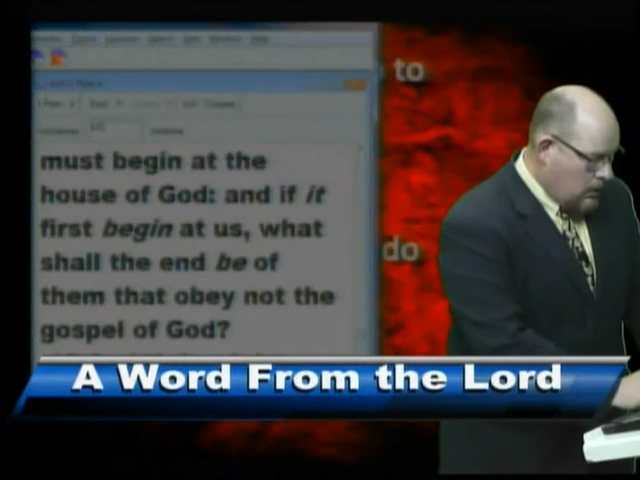 to
must begin at the
house of God: and if it
first begin at us, what
do
shall the end be of
them that obey not the
gospel of God?
A Word From the Lord